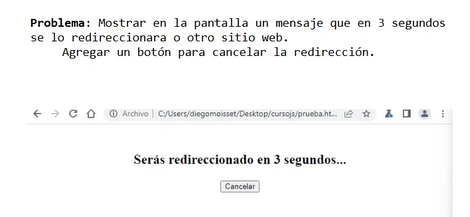 Problema: Mostrar en la pantalla un mensaje que en 3 segundos
se lo redireccionara o otro sitio web.
Agregar un botón para cancelar la redirección.
Archivo | C:/Users/diegomoisset/Desktop/cursojs/prueba.ht...
Serás redireccionado en 3 segundos...
Cancelar